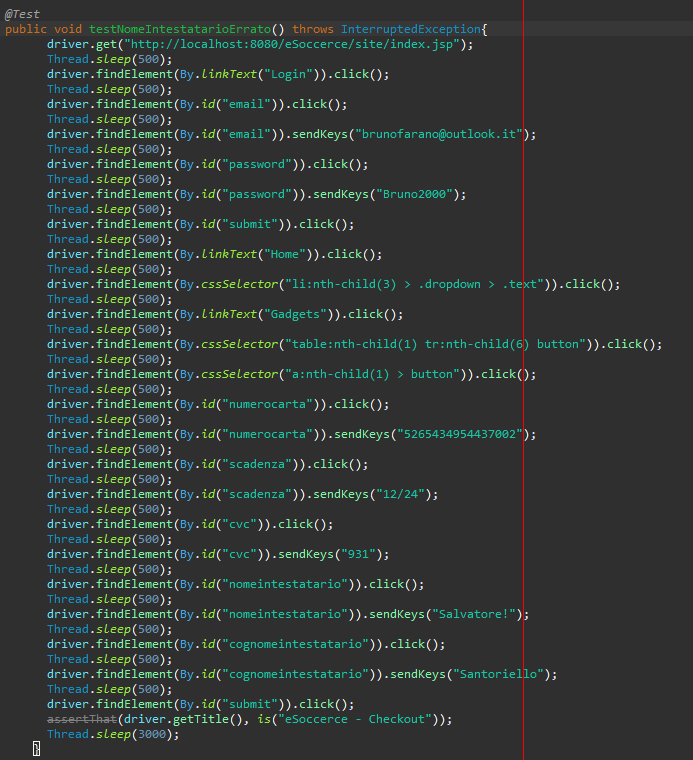 @Test
public void testNomeIntestatarioErrato() throws InterruptedException{
driver.get("http://localhost:8080/eSoccerce/site/index.jsp");
Thread.sleep(500);
driver.findElement(By.linkText("Login")).click();
Thread.sleep(500);
driver.findElement(By.id("email")).click();
Thread.sleep(500);
driver.findElement(By.id("email")).sendKeys("brunofarano@outlook.it");
Thread.sleep(500);
driver.findElement(By.id("password")).click();
Thread.sleep(500);
driver.findElement(By.id("password")).sendKeys("Bruno2000");
Thread.sleep(500);
driver.findElement(By.id("submit")).click();
Thread.sleep(500);
driver.findElement(By.linkText("Home")).click();
Thread.sleep(500);
driver.findElement(By.cssSelector("li:nth-child(3) > .dropdown > .text")).click();
Thread.sleep(500);
driver.findElement(By.linkText("Gadgets")).click();
Thread.sleep(500);
driver.findElement(By.cssSelector("table:nth-child(1) tr:nth-child(6) button")).click();
Thread.sleep(500);
driver.findElement(By.cssSelector("a:nth-child(1) > button")).click();
Thread.sleep(500);
driver.findElement(By.id("numerocarta")).click();
Thread.sleep(500);
driver.findElement(By.id("numerocarta")).sendKeys("5265434954437002");
Thread.sleep(500);
driver.findElement(By.id("scadenza")).click();
Thread.sleep(500);
driver.findElement(By.id("scadenza")).sendKeys("12/24");
Thread.sleep(500);
driver.findElement(By.id("cvc")).click();
Thread.sleep(500);
driver.findElement(By.id("cvc")).sendKeys("931");
Thread.sleep(500);
driver.findElement(By.id("nomeintestatario")).click();
Thread.sleep(500);
driver.findElement(By.id("nomeintestatario")).sendKeys("Salvatore!");
Thread.sleep(500);
driver.findElement(By.id("cognomeintestatario")).click();
Thread.sleep(500);
driver.findElement(By.id("cognomeintestatario")).sendKeys("Santoriello");
Thread.sleep(500);
driver.findElement(By.id("submit")).click();
assertThat(driver.getTitle(), is("eSoccerce - Checkout"));
Thread.sleep(3000);
}